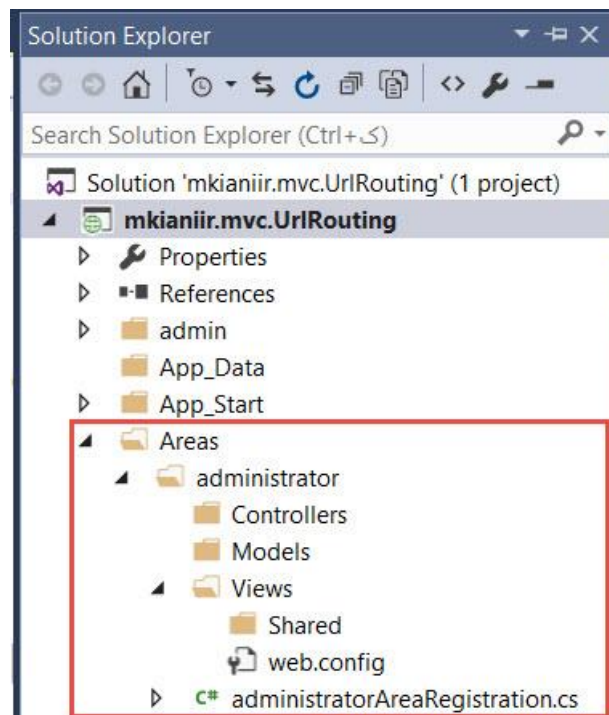 Solution Explorer
Search Solution Explorer (Ctrl+ک)
Solution 'mkianiir.mvc.UrlRouting' (1 project)
mkianiir.mvc.UrlRouting
Properties
References
admin
App_Data
App_Start
Areas
administrator
Controllers
Models
Views
Shared
web.config
C# administratorAreaRegistration.cs